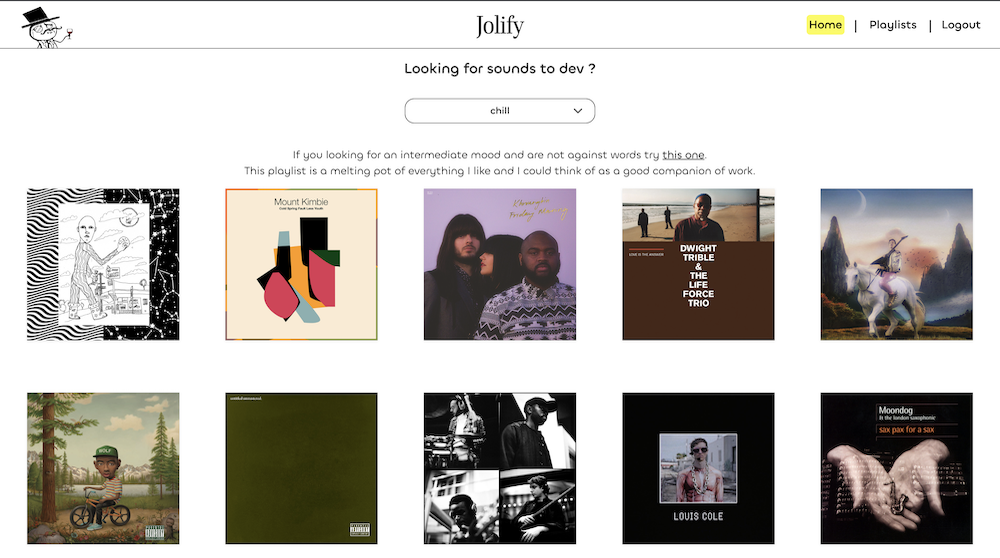 Jolify
Home | Playlists | Logout
Looking for sounds to dev ?
chill
If you looking for an intermediate mood and are not against words try this one.
This playlist is a melting pot of everything I like and I could think of as a good companion of work.
Mount Kimbie
Cold Spring Fault Less Youth
Khruangbin
LOVE IS THE ANSWER
DWIGHT
TRIBLE
&
THE
LIFE
FORCE
TRIO
WOLF
untitled unmastered.
LOUIS COLE
Moondog
& the london saxophonic
sax pax for a sax